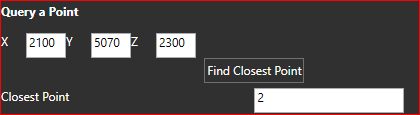 Query a Point
X 2100 Y 5070 Z 2300
Find Closest Point
Closest Point 2